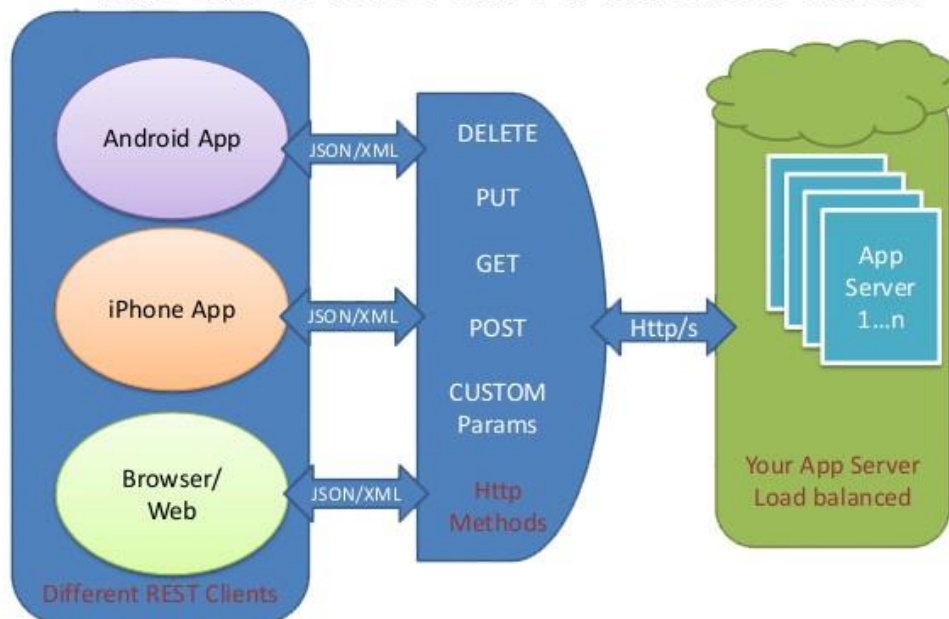 Android App
JSON/XML
iPhone App
JSON/XML
Browser/
Web
JSON/XML
Different REST Clients
DELETE
PUT
GET
POST
CUSTOM
Params
Http
Methods
Http/s
App
Server
1...n
Your App Server
Load balanced